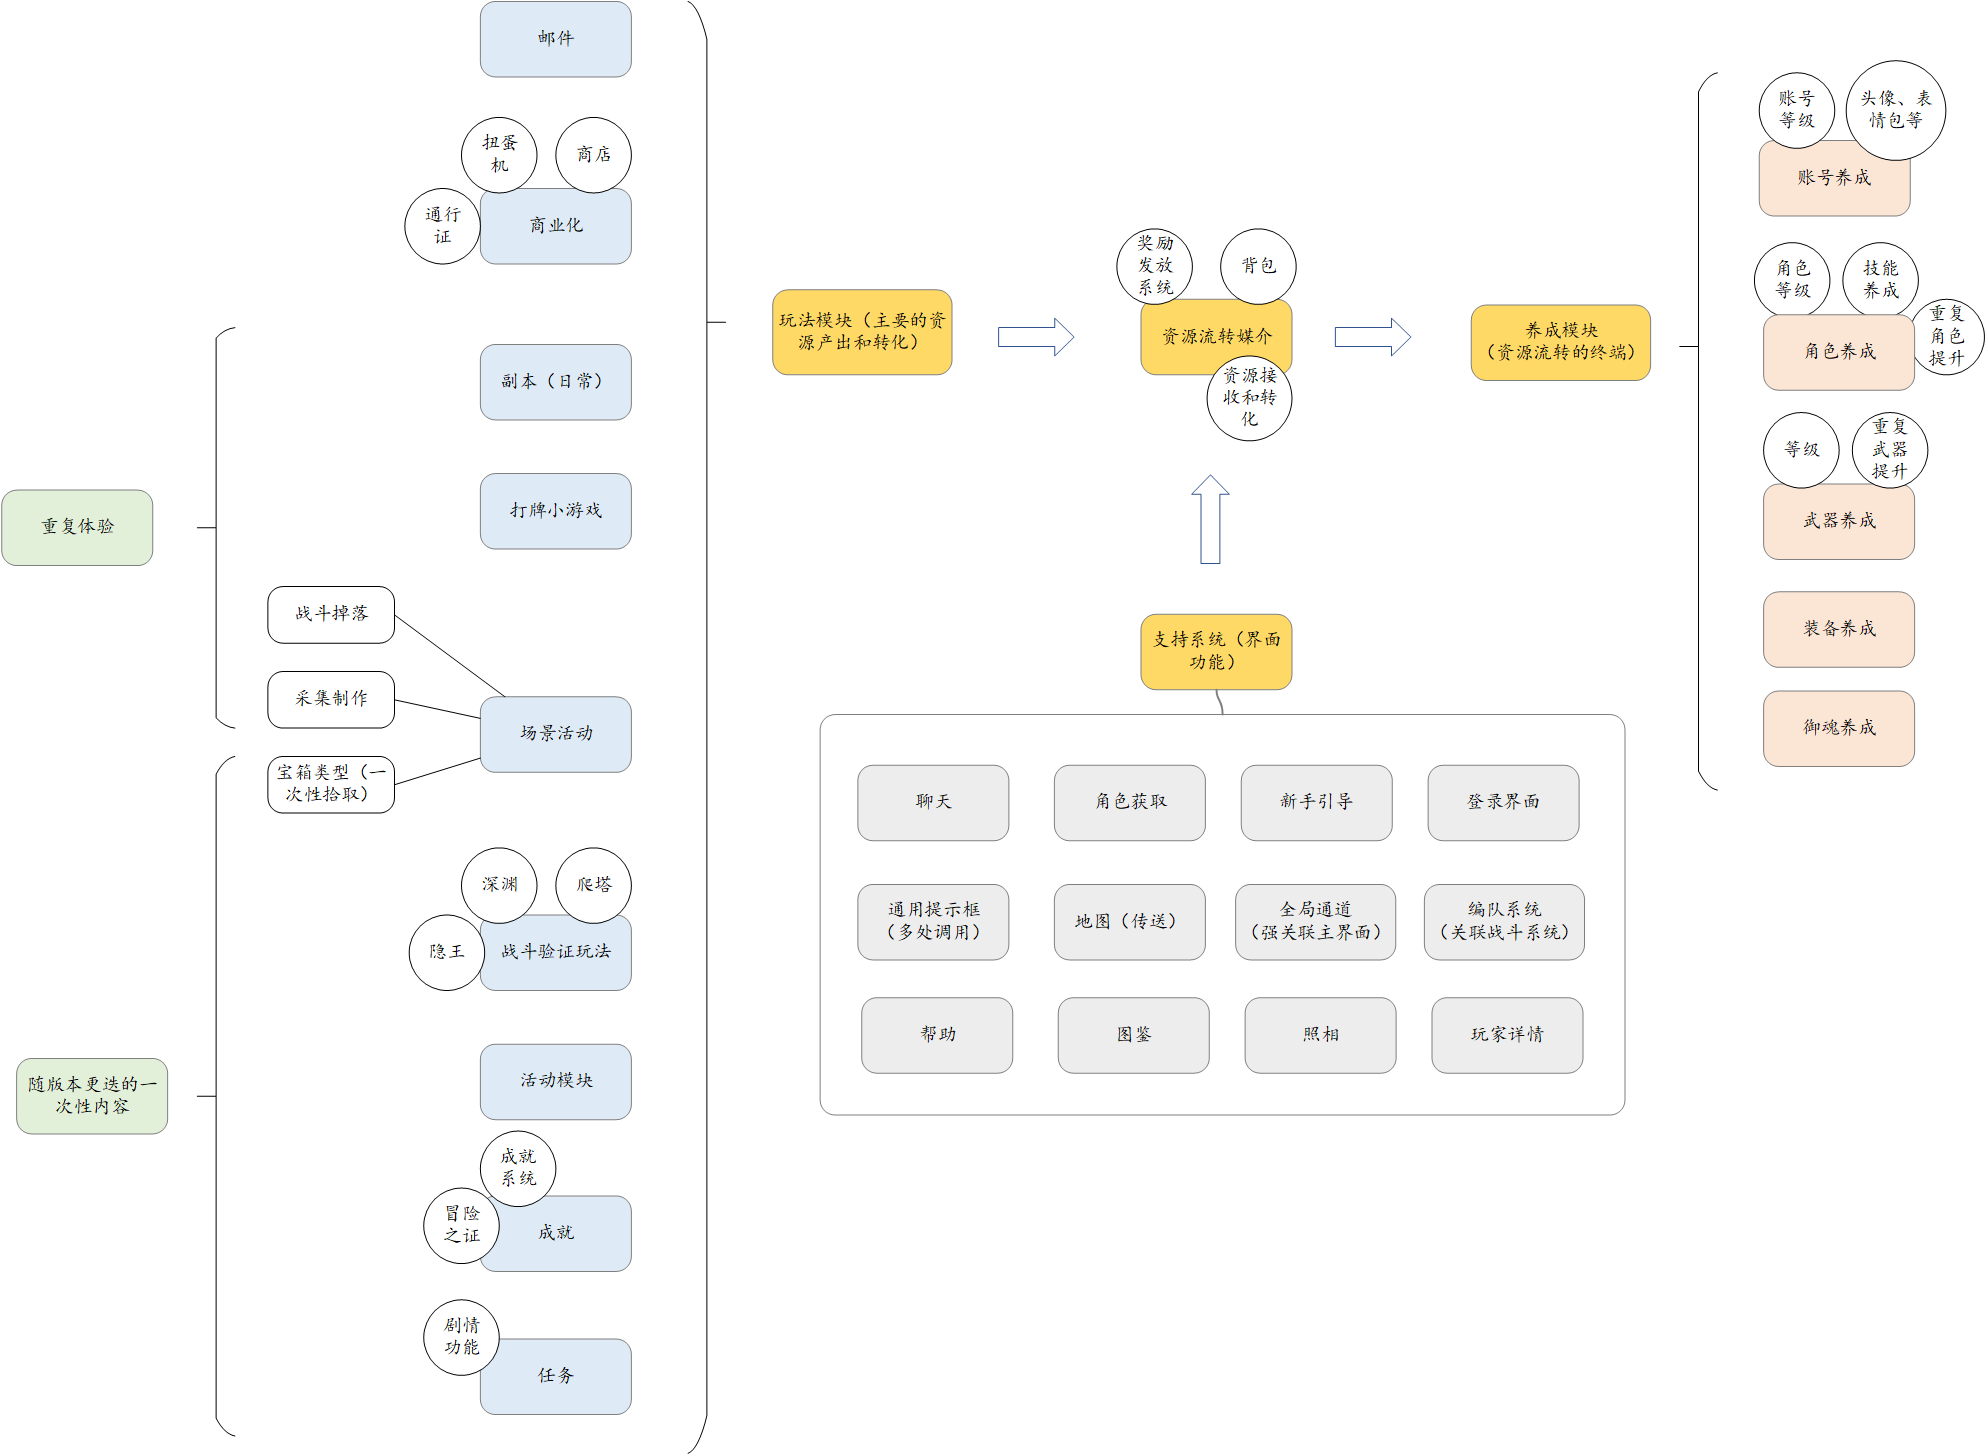 邮件
扭蛋
机
商店
通行
证
商业化
副本（日常）
打牌小游戏
重复体验
战斗掉落
采集制作
宝箱类型（一
次性拾取）
场景活动
深渊
爬塔
隐王
战斗验证玩法
活动模块
随版本更迭的一
次性内容
成就
系统
冒险
之证
成就
剧情
功能
任务
玩法模块（主要的资
源产出和转化）
奖励
发放
系统
背包
资源流转媒介
资源接
收和转
化
养成模块
（资源流转的终端）
支持系统（界面
功能）
聊天
角色获取
新手引导
登录界面
通用提示框
（多处调用）
地图（传送）
全局通道
（强关联主界面）
编队系统
（关联战斗系统）
帮助
图鉴
照相
玩家详情
账号
等级
头像、表
情包等
账号养成
角色
等级
技能
养成
重复
角色
提升
角色养成
等级
重复
武器
提升
武器养成
装备养成
御魂养成